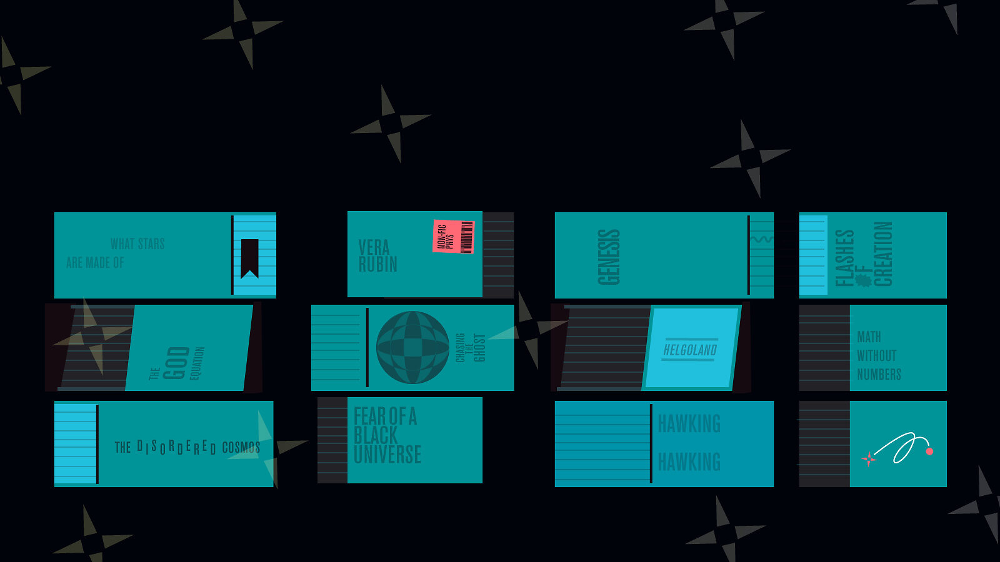 WHAT STARS
ARE MADE OF
VERA
RUBIN
NON-FIC
PHYS
GENESIS
FLASHES
OF
CREATION
THE
GOD
EQUATION
CHASING
THE
GHOST
HELGOLAND
MATH
WITHOUT
NUMBERS
THE DISORDERED COSMOS
FEAR OF A
BLACK
UNIVERSE
HAWKING
HAWKING